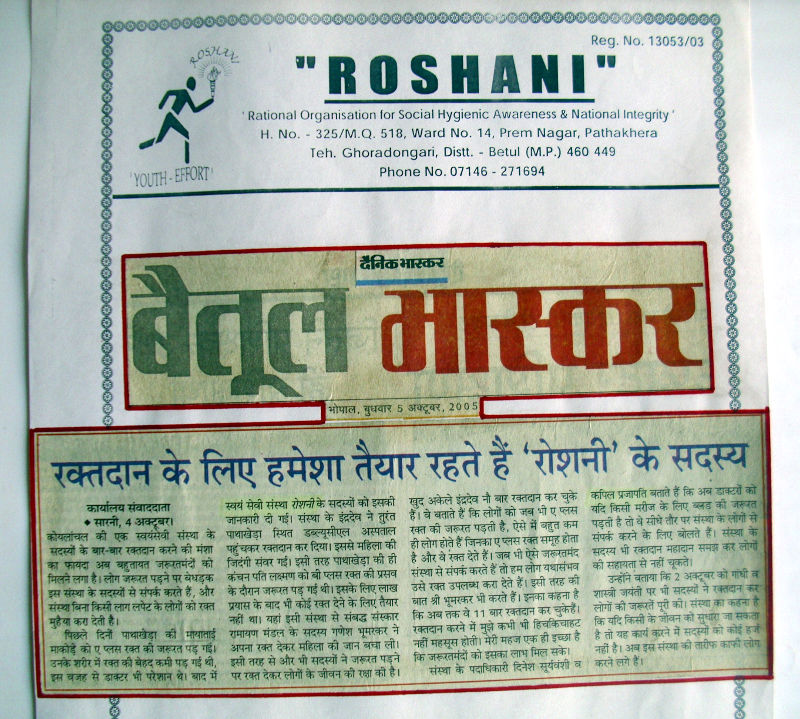 Reg. No. 13053/03
ROSHANI
"ROSHANI"
'Rational Organisation for Social Hygienic Awareness & National Integrity'
H. No. - 325/M.Q. 518, Ward No. 14, Prem Nagar, Pathakhera
Teh. Ghoradongari, Distt. - Betul (M.P.) 460 449
Phone No. 07146 - 271694
'YOUTH - EFFORT'
दैनिक भास्कर
बैतूल भास्कर
भोपाल, बुधवार 5 अक्टूबर, 2005
रक्तदान के लिए हमेशा तैयार रहते हैं 'रोशनी' के सदस्य
कार्यालय संवाददाता
◆ सारनी, 4 अक्टूबर।
कोयलांचल की एक स्वयंसेवी संस्था के
सदस्यों के बार-बार रक्तदान करने की मंशा
का फायदा अब बहुतायत जरूरतमंदों को
मिलने लगा है। लोग जरूरत पड़ने पर बेधड़क
इस संस्था के सदस्यों से संपर्क करते हैं, और
संस्था बिना किसी लाग लपेट के लोगों को रक्त
मुहैया करा देता है।
पिछले दिनों पाथाखेड़ा की मायाताई
माकोड़े को ए प्लस रक्त की जरूरत पड़ गई।
उनके शरीर में रक्त की बेहद कमी पड़ गई थी,
इस वजह से डाक्टर भी परेशान थे। बाद में
स्वयं सेवी संस्था रोशनी के सदस्यों को इसकी
जानकारी दी गई। संस्था के इंद्रदेव ने तुरंत
पाथाखेड़ा स्थित डब्ल्यूसीएल अस्पताल
पहुंचकर रक्तदान कर दिया। इससे महिला की
जिंदगी संवर गई। इसी तरह पाथाखेड़ा की ही
कंचन पति लक्ष्मण को बी प्लस रक्त की प्रसव
के दौरान जरूरत पड़ गई थी। इसके लिए लाख
प्रयास के बाद भी कोई रक्त देने के लिए तैयार
नहीं था। यहां इसी संस्था से संबद्ध संस्कार
रामायण मंडल के सदस्य गणेश भूमरकर ने
अपना रक्त देकर महिला की जान बचा ली।
इसी तरह से और भी सदस्यों ने जरूरत पड़ने
पर रक्त देकर लोगों के जीवन की रक्षा की है।
खुद अकेले इंद्रदेव नौ बार रक्तदान कर चुके
हैं। वे बताते हैं कि लोगों को जब भी ए प्लस
रक्त की जरूरत पड़ती है, ऐसे में बहुत कम
ही लोग होते हैं जिनका ए प्लस रक्त समूह होता
है और वे रक्त देते हैं। जब भी ऐसे जरूरतमंद
संस्था से संपर्क करते हैं तो हम लोग यथासंभव
उसे रक्त उपलब्ध करा देते हैं। इसी तरह की
बात श्री भूमरकर भी करते हैं। इनका कहना है
कि अब तक वे 11 बार रक्तदान कर चुके हैं।
रक्तदान करने में मुझे कभी भी हिचकिचाहट
नहीं महसूस होती। मेरी महज एक ही इच्छा है
कि जरूरतमंदों को इसका लाभ मिल सके।
संस्था के पदाधिकारी दिनेश सूर्यवंशी व
कपिल प्रजापति बताते हैं कि अब डाक्टरों को
यदि किसी मरीज के लिए ब्लड की जरूरत
पड़ती है तो वे सीधे तौर पर संस्था के लोगों से
संपर्क करने के लिए बोलते हैं। संस्था के
सदस्य भी रक्तदान महादान समझ कर लोगों
की सहायता से नहीं चूकते।
उन्होंने बताया कि 2 अक्टूबर को गांधी व
शास्त्री जयंती पर भी सदस्यों ने रक्तदान कर
लोगों की जरूरतें पूरी की। संस्था का कहना है
कि यदि किसी के जीवन को सुधारा जा सकता
है तो यह कार्य करने में सदस्यों को कोई हर्ज
नहीं है। अब इस संस्था की तारीफ काफी लोग
करने लगे हैं।